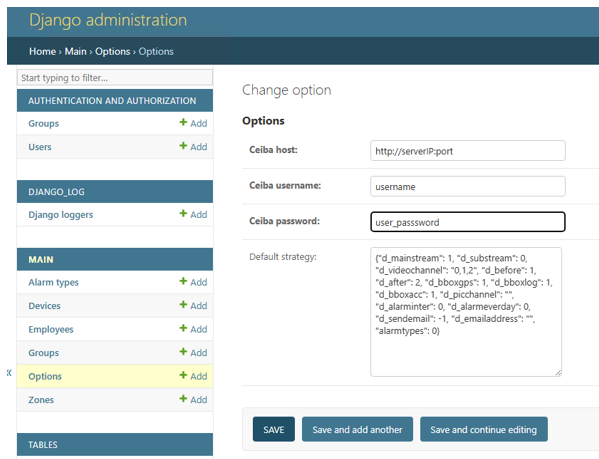 Django administration
Home › Main › Options › Options
Start typing to filter...
AUTHENTICATION AND AUTHORIZATION
Groups + Add
Users + Add
DJANGO_LOG
Django loggers + Add
MAIN
Alarm types + Add
Devices + Add
Employees + Add
Groups + Add
Options + Add
Zones + Add
TABLES
«
Change option
Options
Ceiba host: http://serverIP:port
Ceiba username: username
Ceiba password: user_passsword
Default strategy:
{"d_mainstream": 1, "d_substream": 0,
"d_videochannel": "0,1,2", "d_before": 1,
"d_after": 2, "d_bboxgps": 1, "d_bboxlog": 1,
"d_bboxacc": 1, "d_picchannel": "",
"d_alarminter": 0, "d_alarmeverday": 0,
"d_sendemail": -1, "d_emailaddress": "",
"alarmtypes": 0}
SAVE Save and add another Save and continue editing